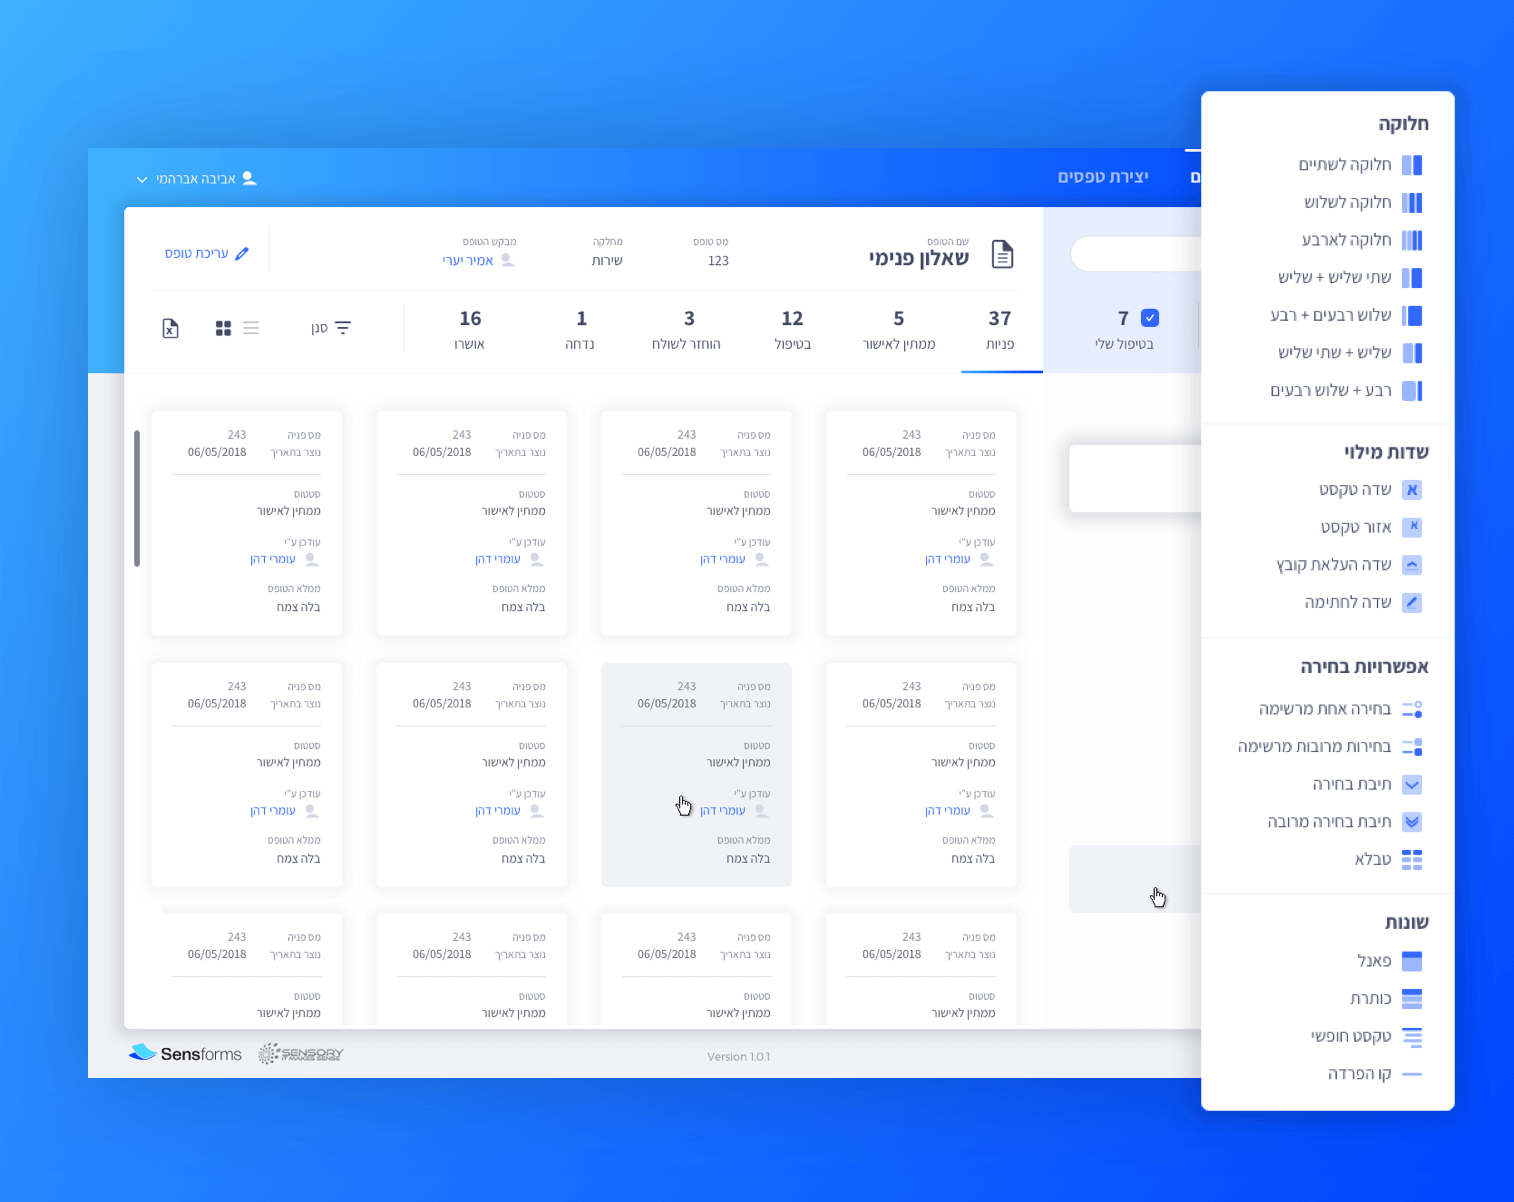 חלוקה
חלוקה לשתיים
חלוקה לשלוש
חלוקה לארבע
שתי שליש + שליש
שלוש רבעים + רבע
שליש + שתי שליש
רבע + שלוש רבעים
שדות מילוי
שדה טקסט
אזור טקסט
שדה העלאת קובץ
שדה לחתימה
אפשרויות בחירה
בחירה אחת מרשימה
בחירות מרובות מרשימה
תיבת בחירה
תיבת בחירה מרובה
טבלא
שונות
פאנל
כותרת
טקסט חופשי
קו הפרדה
יצירת טפסים
אביבה אברהמי
שם הטופס
שאלון פנימי
מס טופס
123
מחלקה
שירות
מבקש הטופס
אמיר יערי
עריכת טופס
7
בטיפול שלי
37
פניות
5
ממתין לאישור
12
בטיפול
3
הוחזר לשולח
1
נדחה
16
אושרו
סנן
מס פניה 243
נוצר בתאריך 06/05/2018
סטטוס
ממתין לאישור
עודכן ע"י
עומרי דהן
ממלא הטופס
בלה צמח
מס פניה 243
נוצר בתאריך 06/05/2018
סטטוס
ממתין לאישור
עודכן ע"י
עומרי דהן
ממלא הטופס
בלה צמח
מס פניה 243
נוצר בתאריך 06/05/2018
סטטוס
ממתין לאישור
עודכן ע"י
עומרי דהן
ממלא הטופס
בלה צמח
מס פניה 243
נוצר בתאריך 06/05/2018
סטטוס
ממתין לאישור
עודכן ע"י
עומרי דהן
ממלא הטופס
בלה צמח
מס פניה 243
נוצר בתאריך 06/05/2018
סטטוס
ממתין לאישור
עודכן ע"י
עומרי דהן
ממלא הטופס
בלה צמח
מס פניה 243
נוצר בתאריך 06/05/2018
סטטוס
ממתין לאישור
עודכן ע"י
עומרי דהן
ממלא הטופס
בלה צמח
מס פניה 243
נוצר בתאריך 06/05/2018
סטטוס
ממתין לאישור
עודכן ע"י
עומרי דהן
ממלא הטופס
בלה צמח
מס פניה 243
נוצר בתאריך 06/05/2018
סטטוס
ממתין לאישור
עודכן ע"י
עומרי דהן
ממלא הטופס
בלה צמח
מס פניה 243
נוצר בתאריך 06/05/2018
סטטוס
ממתין לאישור
מס פניה 243
נוצר בתאריך 06/05/2018
סטטוס
ממתין לאישור
מס פניה 243
נוצר בתאריך 06/05/2018
סטטוס
ממתין לאישור
מס פניה 243
נוצר בתאריך 06/05/2018
סטטוס
ממתין לאישור
Sensforms
SENSORY
IT MAKES SENSE
Version 1.0.1